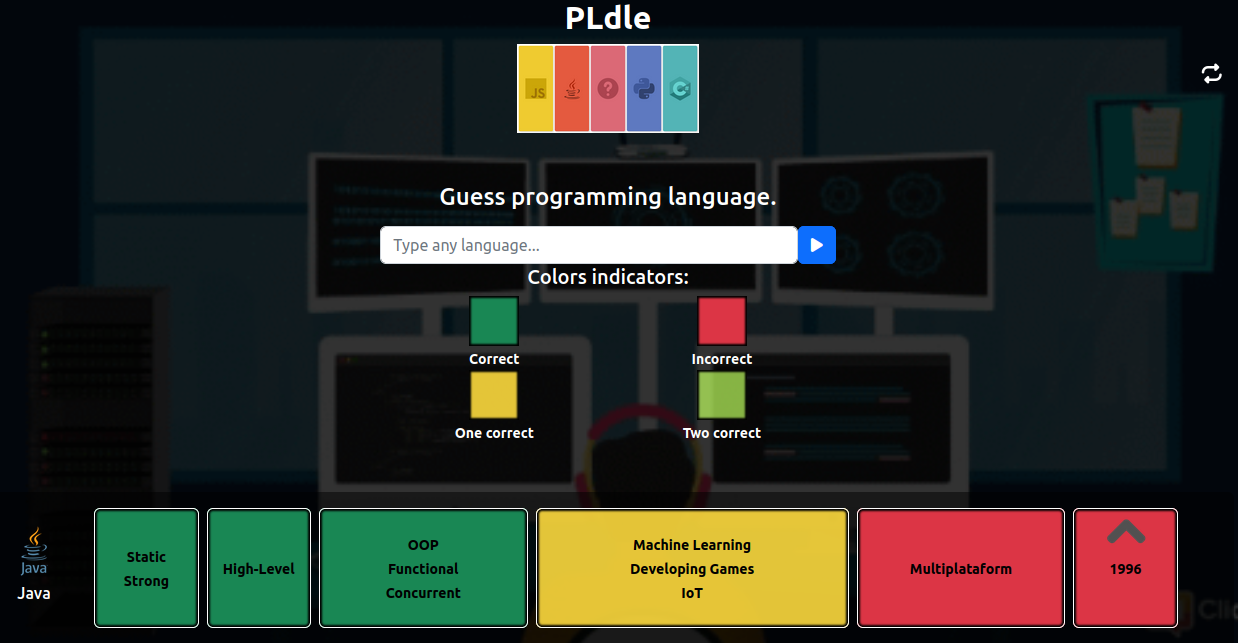 PLdle
JS
Guess programming language.
Type any language...
Colors indicators:
Correct
Incorrect
One correct
Two correct
Java
Java
Static
Strong
High-Level
OOP
Functional
Concurrent
Machine Learning
Developing Games
IoT
Multiplataform
1996